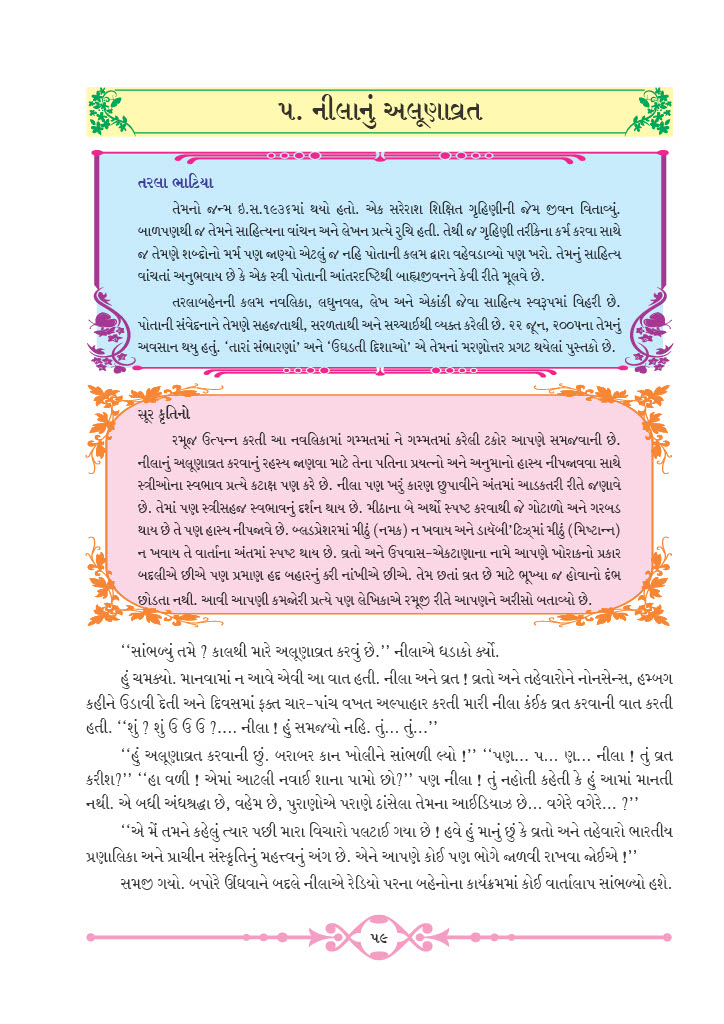 ૫. નીલાનું અલૂણાવ્રત
તરલા ભાટિયા
તેમનો જન્મ ઇ.સ.૧૯૩૬માં થયો હતો. એક સરેરાશ શિક્ષિત ગૃહિણીની જેમ જીવન વિતાવ્યું.
બાળપણથી જ તેમને સાહિત્યના વાંચન અને લેખન પ્રત્યે રુચિ હતી. તેથી જ ગૃહિણી તરીકેના કર્મ કરવા સાથે
જ તેમણે શબ્દોનો મર્મ પણ જાણ્યો એટલું જ નહિ પોતાની કલમ દ્વારા વહેવડાવ્યો પણ ખરો. તેમનું સાહિત્ય
વાંચતાં અનુભવાય છે કે એક સ્ત્રી પોતાની આંતરદષ્ટિથી બાહ્યજીવનને કેવી રીતે મૂલવે છે.
તરલાબહેનની કલમ નવલિકા, લઘુનવલ, લેખ અને એકાંકી જેવા સાહિત્ય સ્વરૂપમાં વિહરી છે.
પોતાની સંવેદનાને તેમણે સહજતાથી, સરળતાથી અને સચ્ચાઈથી વ્યક્ત કરેલી છે. ૨૨ જૂન, ૨૦૦૫ના તેમનું
અવસાન થયુ હતું. ‘તારાં સંભારણાં’ અને ‘ઉઘડતી દિશાઓ’ એ તેમનાં મરણોત્તર પ્રગટ થયેલાં પુસ્તકો છે.
સૂર કૃતિનો
રમૂજ ઉત્પન્ન કરતી આ નવલિકામાં ગમ્મતમાં ને ગમ્મતમાં કરેલી ટકોર આપણે સમજવાની છે.
નીલાનું અલૂણાવ્રત કરવાનું રહસ્ય જાણવા માટે તેના પતિના પ્રયત્નો અને અનુમાનો હાસ્ય નીપજાવવા સાથે
સ્ત્રીઓના સ્વભાવ પ્રત્યે કટાક્ષ પણ કરે છે. નીલા પણ ખરું કારણ છુપાવીને અંતમાં આડકતરી રીતે જણાવે
છે. તેમાં પણ સ્ત્રીસહજ સ્વભાવનું દર્શન થાય છે. મીઠાના બે અર્થો સ્પષ્ટ કરવાથી જે ગોટાળો અને ગરબડ
થાય છે તે પણ હાસ્ય નીપજાવે છે. બ્લડપ્રેશરમાં મીઠું (નમક) ન ખવાય અને ડાયૅબી'ટિઝ્માં મીઠું (મિષ્ટાન્ન)
ન ખવાય તે વાર્તાના અંતમાં સ્પષ્ટ થાય છે. વ્રતો અને ઉપવાસ-એકટાણાના નામે આપણે ખોરાકનો પ્રકાર
બદલીએ છીએ પણ પ્રમાણ હદ બહારનું કરી નાંખીએ છીએ. તેમ છતાં વ્રત છે માટે ભૂખ્યા જ હોવાનો દંભ
છોડતા નથી. આવી આપણી કમજોરી પ્રત્યે પણ લેખિકાએ રમૂજી રીતે આપણને અરીસો બતાવ્યો છે.
‘‘સાંભળ્યું તમે ? કાલથી મારે અલૂણાવ્રત કરવું છે.’’ નીલાએ ધડાકો કર્યો.
હું ચમક્યો. માનવામાં ન આવે એવી આ વાત હતી. નીલા અને વ્રત ! વ્રતો અને તહેવારોને નોનસેન્સ, હમ્બગ
કહીને ઉડાવી દેતી અને દિવસમાં ફક્ત ચાર-પાંચ વખત અલ્પાહાર કરતી મારી નીલા કંઈક વ્રત કરવાની વાત કરતી
હતી. ‘‘શું ? શું ઉં ઉં ઉં ?.... નીલા ! હું સમજયો નહિ. તું... તું...’’
‘‘હું અલૂણાવ્રત કરવાની છું. બરાબર કાન ખોલીને સાંભળી લ્યો !’’ ‘‘પણ... પ... ણ... નીલા ! તું વ્રત
કરીશ?’’ ‘‘હા વળી ! એમાં આટલી નવાઈ શાના પામો છો?’’ પણ નીલા ! તું નહોતી કહેતી કે હું આમાં માનતી
નથી. એ બધી અંધશ્રદ્ધા છે, વહેમ છે, પુરાણોએ પરાણે ઠાંસેલા તેમના આઈડિયાઝ છે... વગેરે વગેરે... ?’’
‘‘એ મેં તમને કહેલું ત્યાર પછી મારા વિચારો પલટાઈ ગયા છે ! હવે હું માનું છું કે વ્રતો અને તહેવારો ભારતીય
પ્રણાલિકા અને પ્રાચીન સંસ્કૃતિનું મહત્ત્વનું અંગ છે. એને આપણે કોઈ પણ ભોગે જાળવી રાખવા જોઈએ !’’
સમજી ગયો. બપોરે ઊંઘવાને બદલે નીલાએ રેડિયો પરના બહેનોના કાર્યક્રમમાં કોઈ વાર્તાલાપ સાંભળ્યો હશે.
૫૯